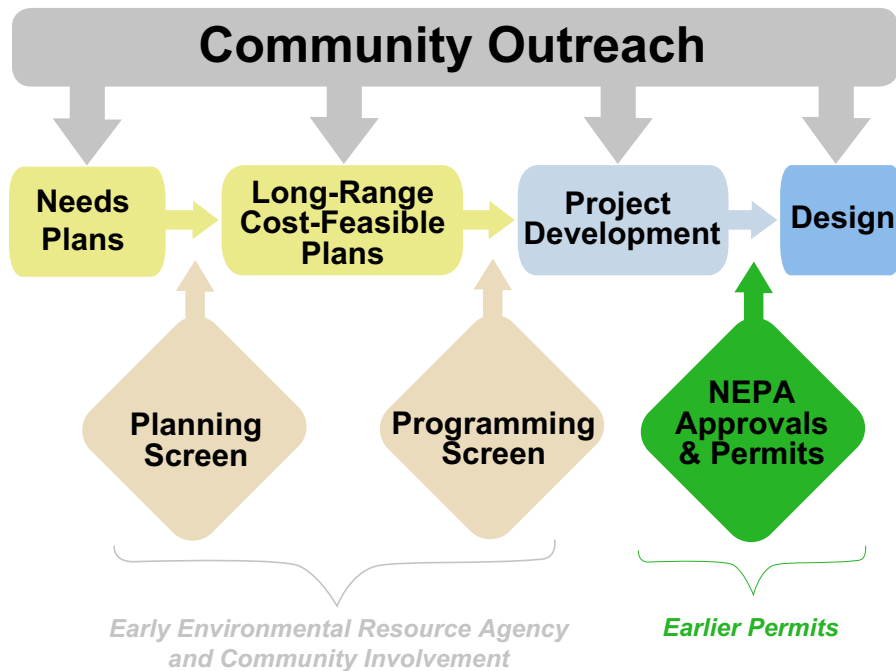 Community Outreach
Needs
Plans
Long-Range
Cost-Feasible
Plans
Project
Development
Design
Planning
Screen
Programming
Screen
NEPA
Approvals
& Permits
Early Environmental Resource Agency
and Community Involvement
Earlier Permits